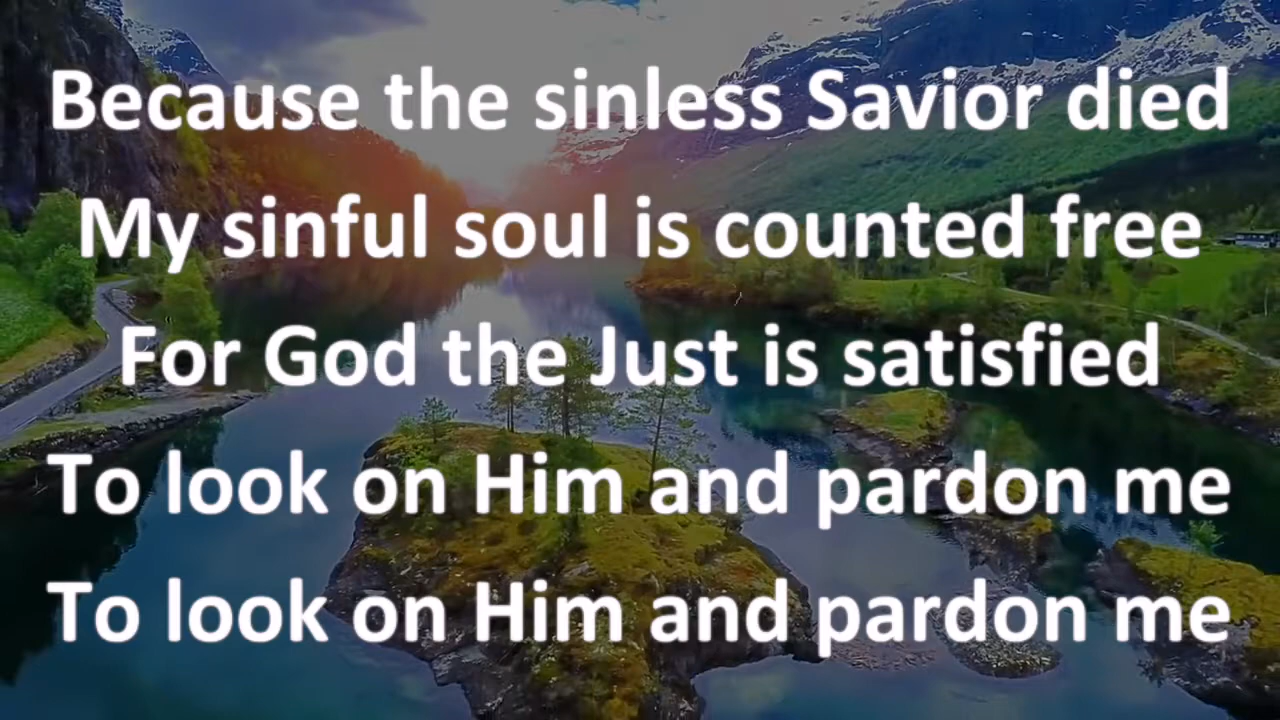 Because the sinless Savior died
My sinful soul is counted free
For God the Just is satisfied
To look on Him and pardon me
To look on Him and pardon me